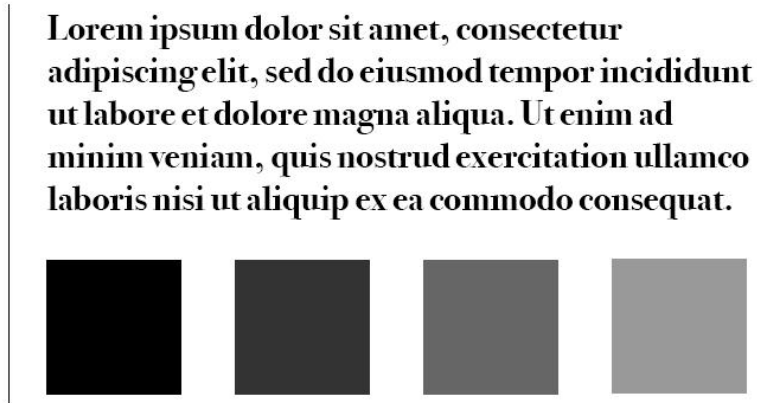 Lorem ipsum dolor sit amet, consectetur
adipiscing elit, sed do eiusmod tempor incididunt
ut labore et dolore magna aliqua. Ut enim ad
minim veniam, quis nostrud exercitation ullamco
laboris nisi ut aliquip ex ea commodo consequat.